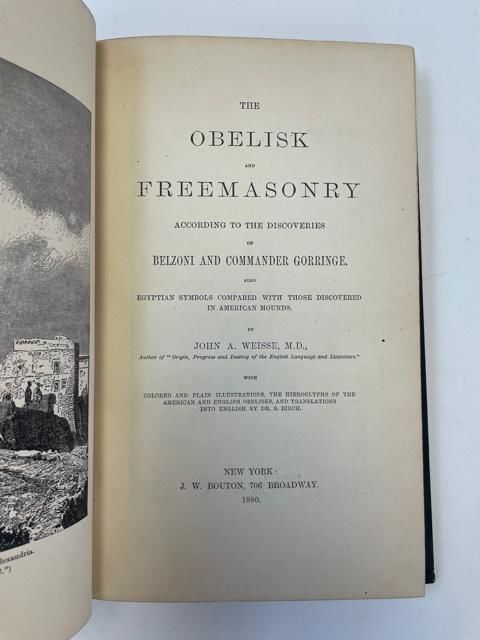 THE
OBELISK
AND
FREEMASONRY
ACCORDING TO THE DISCOVERIES
OF
BELZONI AND COMMANDER GORRINGE.
ALSO
EGYPTIAN SYMBOLS COMPARED WITH THOSE DISCOVERED
IN AMERICAN MOUNDS.
BY
JOHN A. WEISSE, M.D.,
Author of "Origin, Progress and Destiny of the English Language and Literature."
WITH
COLORED AND PLAIN ILLUSTRATIONS, THE HIEROGLYPHS OF THE
AMERICAN AND ENGLISH OBELISKS, AND TRANSLATIONS
INTO ENGLISH BY DR. S. BIRCH.
NEW YORK:
J. W. BOUTON, 706 BROADWAY.
1880.